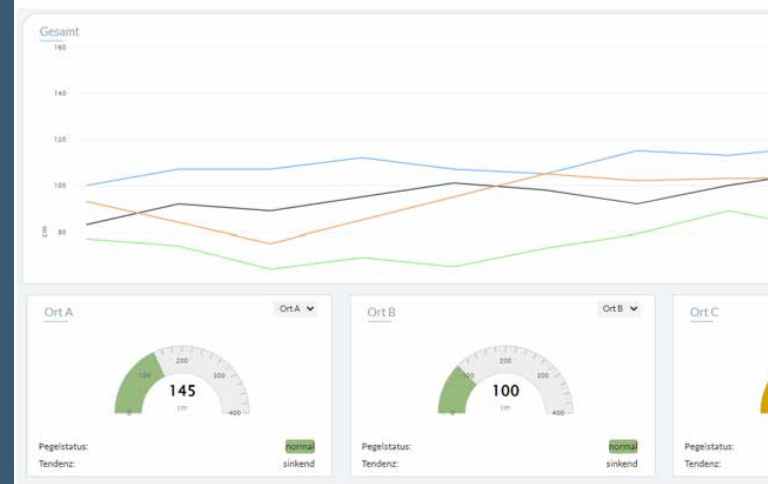 Gesamt
160
140
120
100
80
cm
Ort A
Ort A
0
100
200
300
400
145
cm
Pegelstatus:
normal
Tendenz:
sinkend
Ort B
Ort B
0
100
200
300
400
100
cm
Pegelstatus:
normal
Tendenz:
sinkend
Ort C
Pegelstatus:
Tendenz: